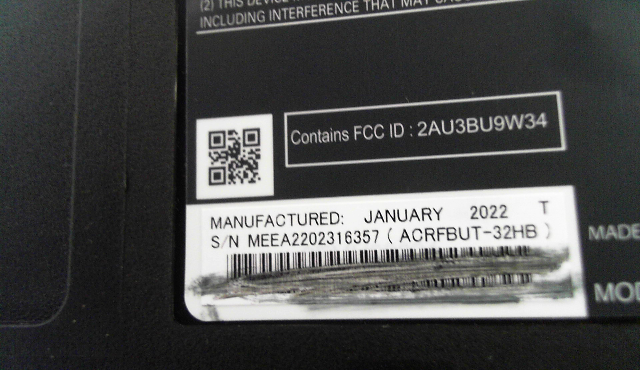 (2) THIS DEVICE
INCLUDING INTERFERENCE THAT MAY
Contains FCC ID : 2AU3BU9W34
MANUFACTURED: JANUARY 2022 T
S/N MEEA2202316357 ( ACRFBUT-32HB )
MADE
MOD